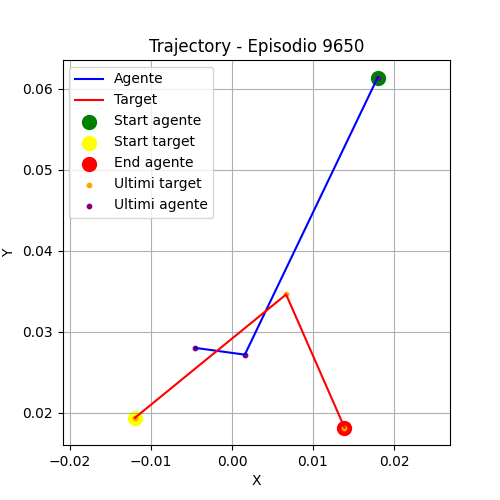 Trajectory - Episodio 9650
Agente
Target
Start agente
Start target
End agente
Ultimi target
Ultimi agente
0.06
0.05
0.04
0.03
0.02
Y
−0.02 −0.01 0.00 0.01 0.02
X